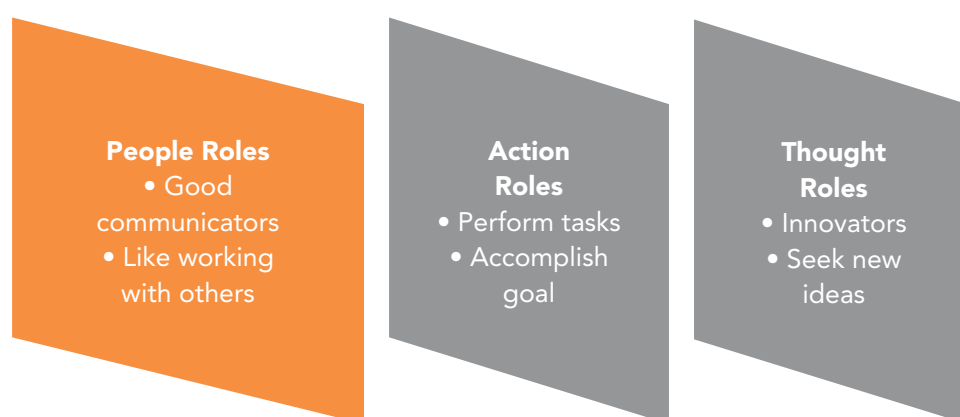 People Roles
• Good
communicators
• Like working
with others
Action
Roles
• Perform tasks
• Accomplish
goal
Thought
Roles
• Innovators
• Seek new
ideas